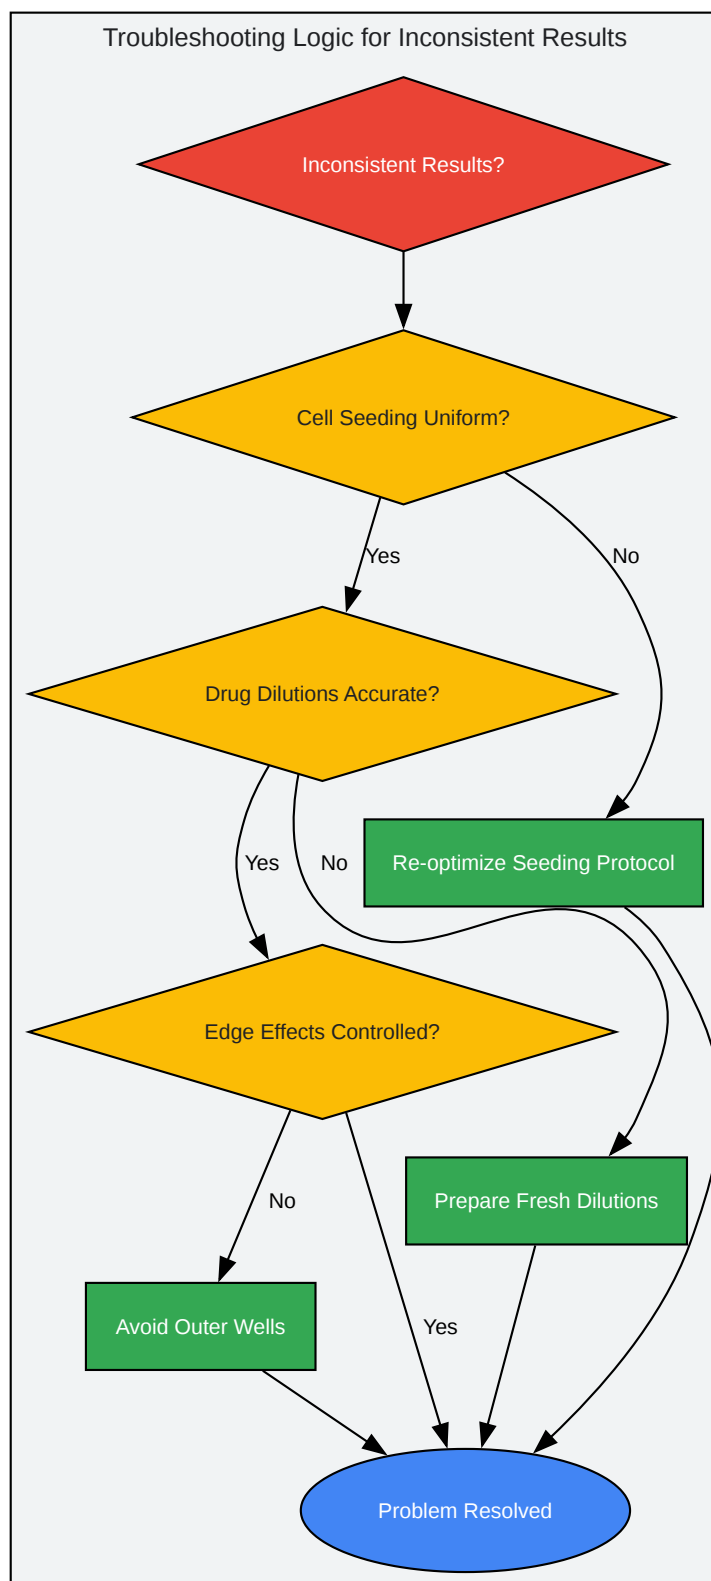 Troubleshooting Logic for Inconsistent Results
Inconsistent Results?
Cell Seeding Uniform?
Yes
No
Drug Dilutions Accurate?
Yes
No
Re-optimize Seeding Protocol
Edge Effects Controlled?
No
Prepare Fresh Dilutions
Avoid Outer Wells
Yes
Problem Resolved